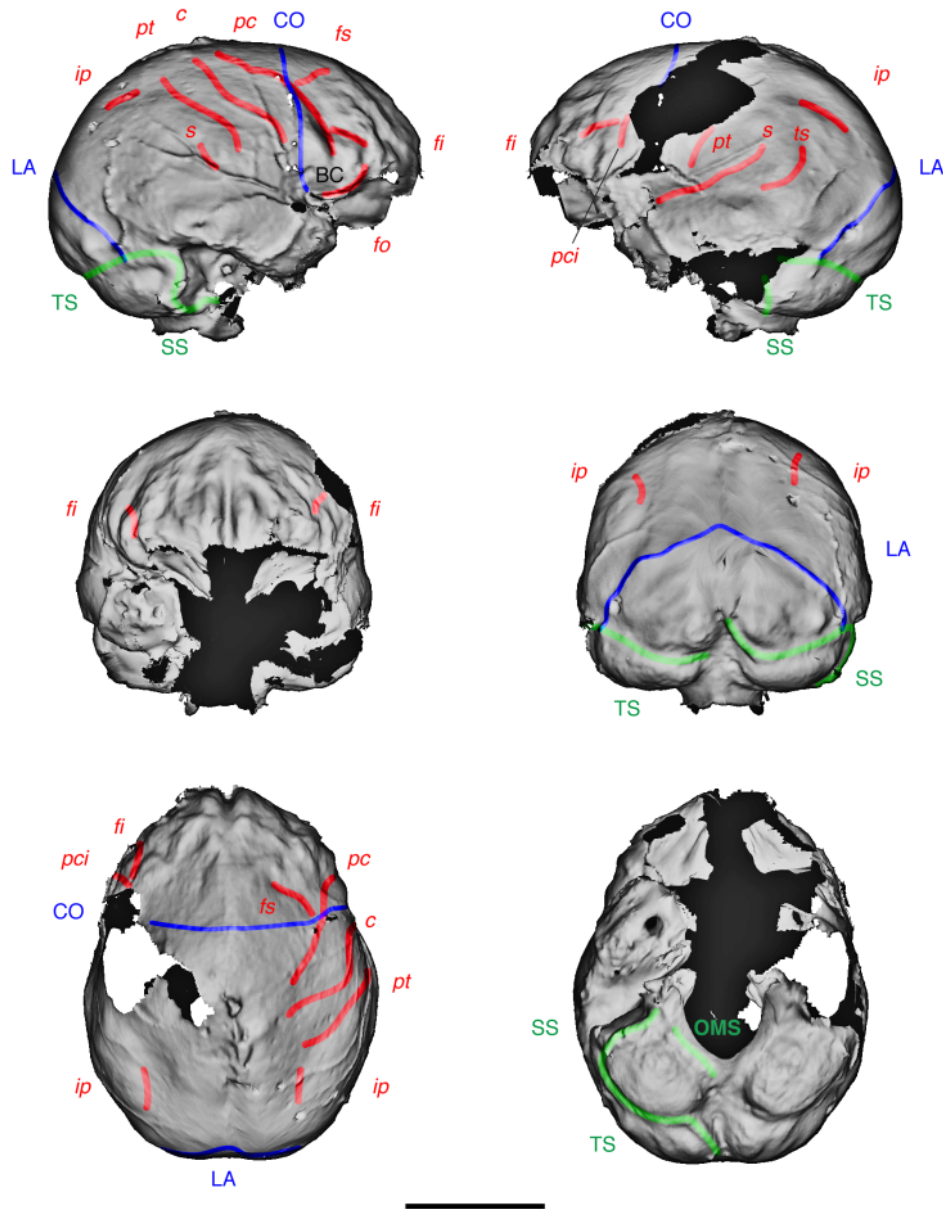 CO CO
c
pt pc fs
ip ip
s pt s ts
LA BC fi fi LA
fo pci
TS TS
SS SS
fi fi ip ip
LA
SS
TS
fi
pci pc
CO fs c
pt
OMS
SS
ip ip
TS
LA